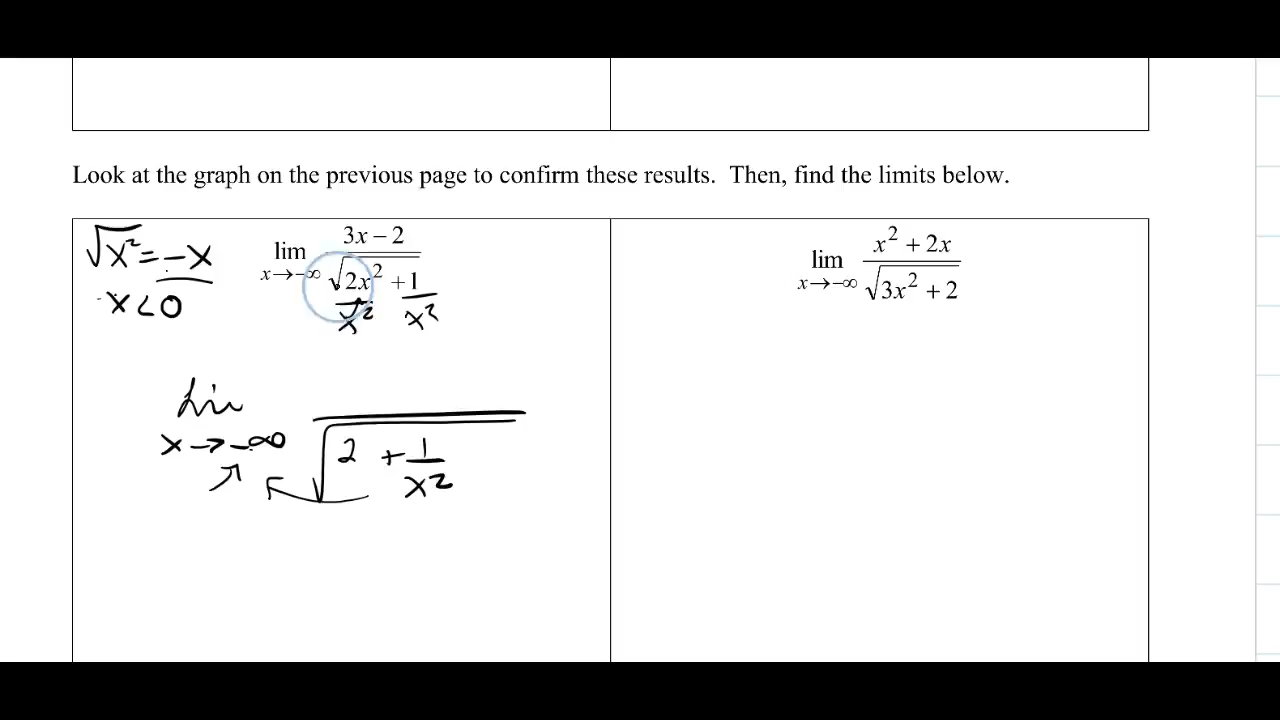 Look at the graph on the previous page to confirm these results. Then, find the limits below.
√x² = -x
x < 0
lim x→-∞ (3x - 2)/√(2x² + 1)
x² x²
lim x→-∞ √(2 + 1/x²)
lim x→-∞ (x² + 2x)/√(3x² + 2)